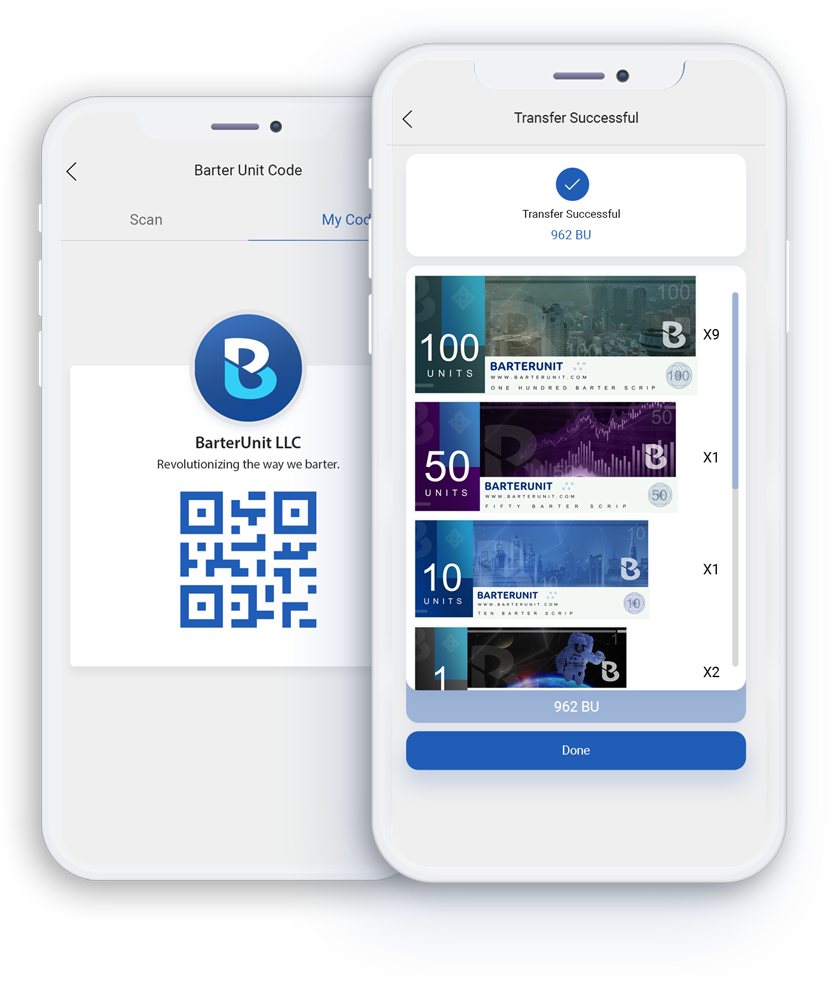 Barter Unit Code
Scan
My Cod
BarterUnit LLC
Revolutionizing the way we barter.
Transfer Successful
Transfer Successful
962 BU
100
100
UNITS
BARTERUNIT
WWW.BARTERUNIT.COM
ONE HUNDRED BARTER SCRIP
100
X9
50
50
UNITS
BARTERUNIT
WWW.BARTERUNIT.COM
FIFTY BARTER SCRIP
50
X1
10
10
10
UNITS
BARTERUNIT
WWW.BARTERUNIT.COM
TEN BARTER SCRIP
10
X1
1
1
X2
962 BU
Done